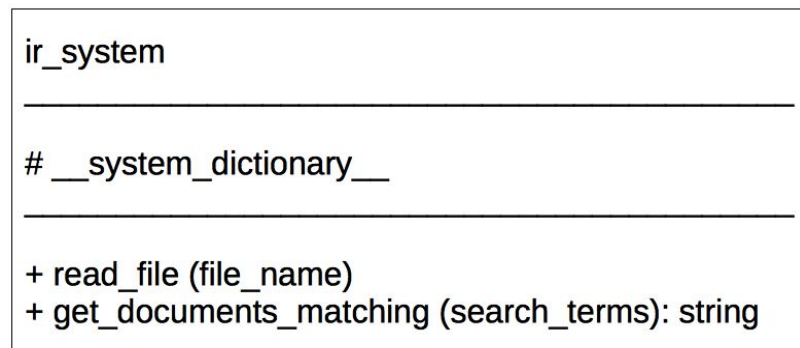 ir_system
# __system_dictionary__
+ read_file (file_name)
+ get_documents_matching (search_terms): string